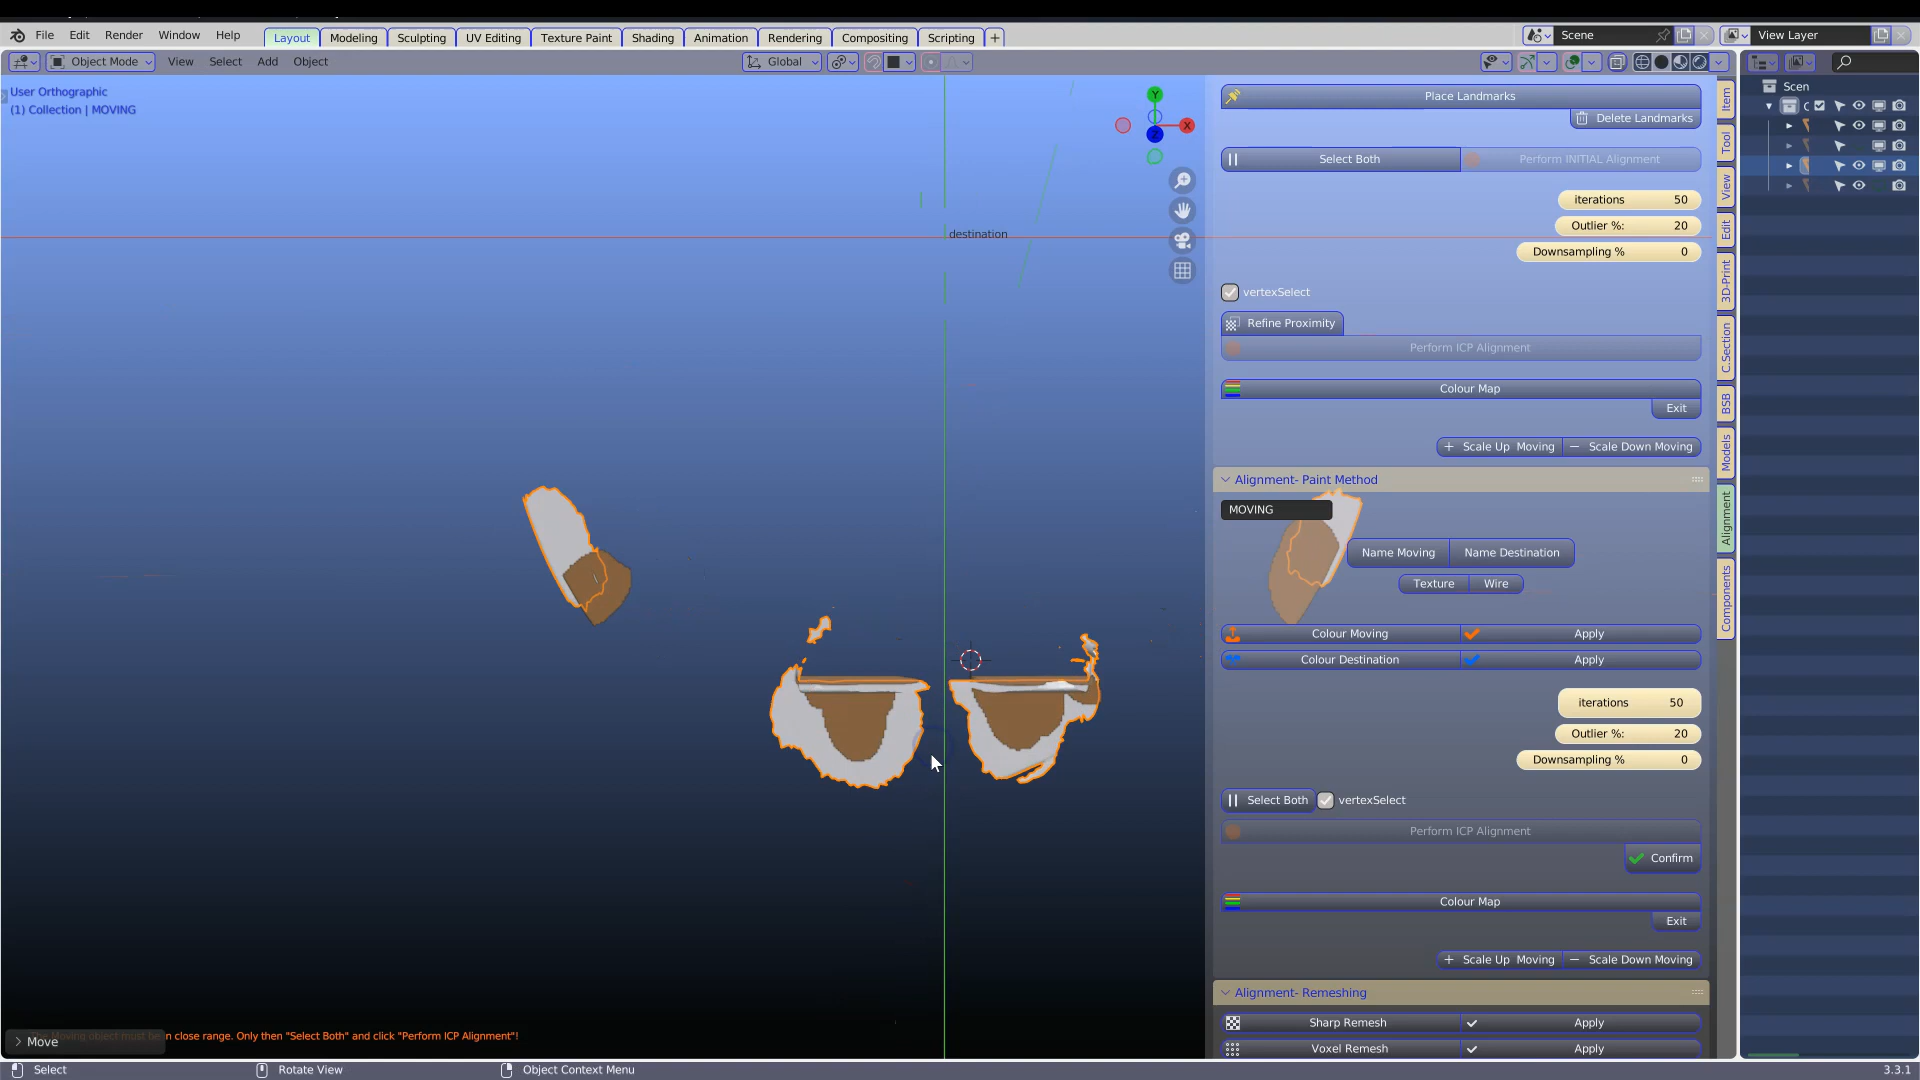 File Edit Render Window Help
Layout Modeling Sculpting UV Editing Texture Paint Shading Animation Rendering Compositing Scripting +
Scene
View Layer
Object Mode View Select Add Object
Global
User Orthographic
(1) Collection | MOVING
Y
X
Z
destination
Place Landmarks
Delete Landmarks
Select Both
Perform INITIAL Alignment
iterations 50
Outlier %: 20
Downsampling % 0
vertexSelect
Refine Proximity
Perform ICP Alignment
Colour Map
Exit
Scale Up Moving
Scale Down Moving
Alignment- Paint Method
MOVING
Name Moving
Name Destination
Texture
Wire
Colour Moving
Apply
Colour Destination
Apply
iterations 50
Outlier %: 20
Downsampling % 0
Select Both
vertexSelect
Perform ICP Alignment
Confirm
Colour Map
Exit
Scale Up Moving
Scale Down Moving
Alignment- Remeshing
Sharp Remesh
Apply
Voxel Remesh
Apply
Item
Tool
View
Edit
3D-Print
C.Section
BSB
Models
Alignment
Components
Scen
C
n close range. Only then "Select Both" and click "Perform ICP Alignment"!
Move
Select
Rotate View
Object Context Menu
3.3.1